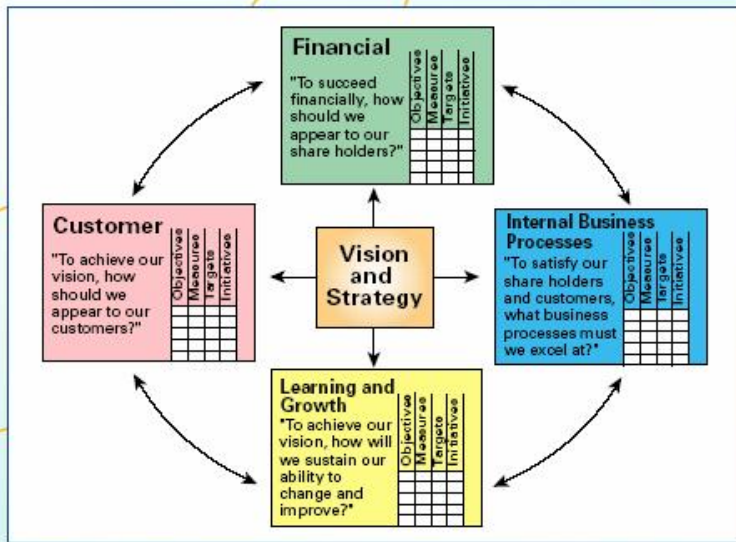 Financial
"To succeed
financially, how
should we
appear to our
share holders?"
Objectives
Measures
Targets
Initiatives
Customer
"To achieve our
vision, how
should we
appear to our
customers?"
Objectives
Measures
Targets
Initiatives
Vision
and
Strategy
Internal Business
Processes
"To satisfy our
share holders
and customers,
what business
processes must
we excel at?"
Objectives
Measures
Targets
Initiatives
Learning and
Growth
"To achieve our
vision, how will
we sustain our
ability to
change and
improve?"
Objectives
Measures
Targets
Initiatives